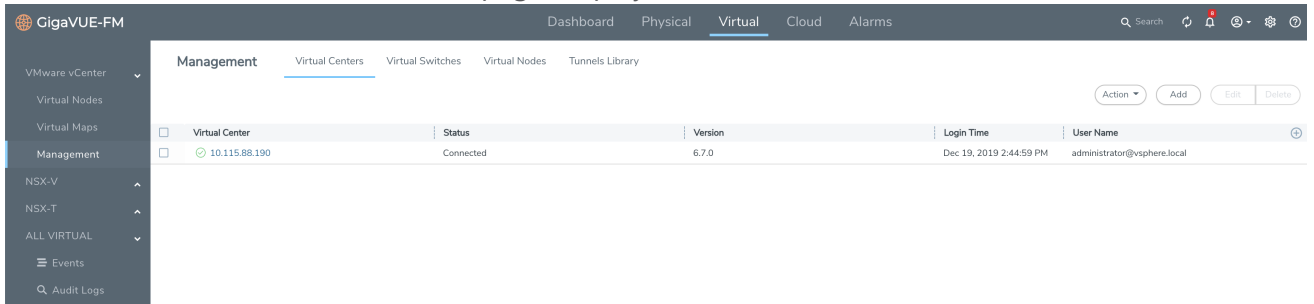 GigaVUE-FM Dashboard Physical Virtual Cloud Alarms Search 8
VMware vCenter
Virtual Nodes
Virtual Maps
Management
NSX-V
NSX-T
ALL VIRTUAL
Events
Audit Logs
Management Virtual Centers Virtual Switches Virtual Nodes Tunnels Library
Action Add Edit Delete
Virtual Center Status Version Login Time User Name
10.115.88.190 Connected 6.7.0 Dec 19, 2019 2:44:59 PM administrator@vsphere.local